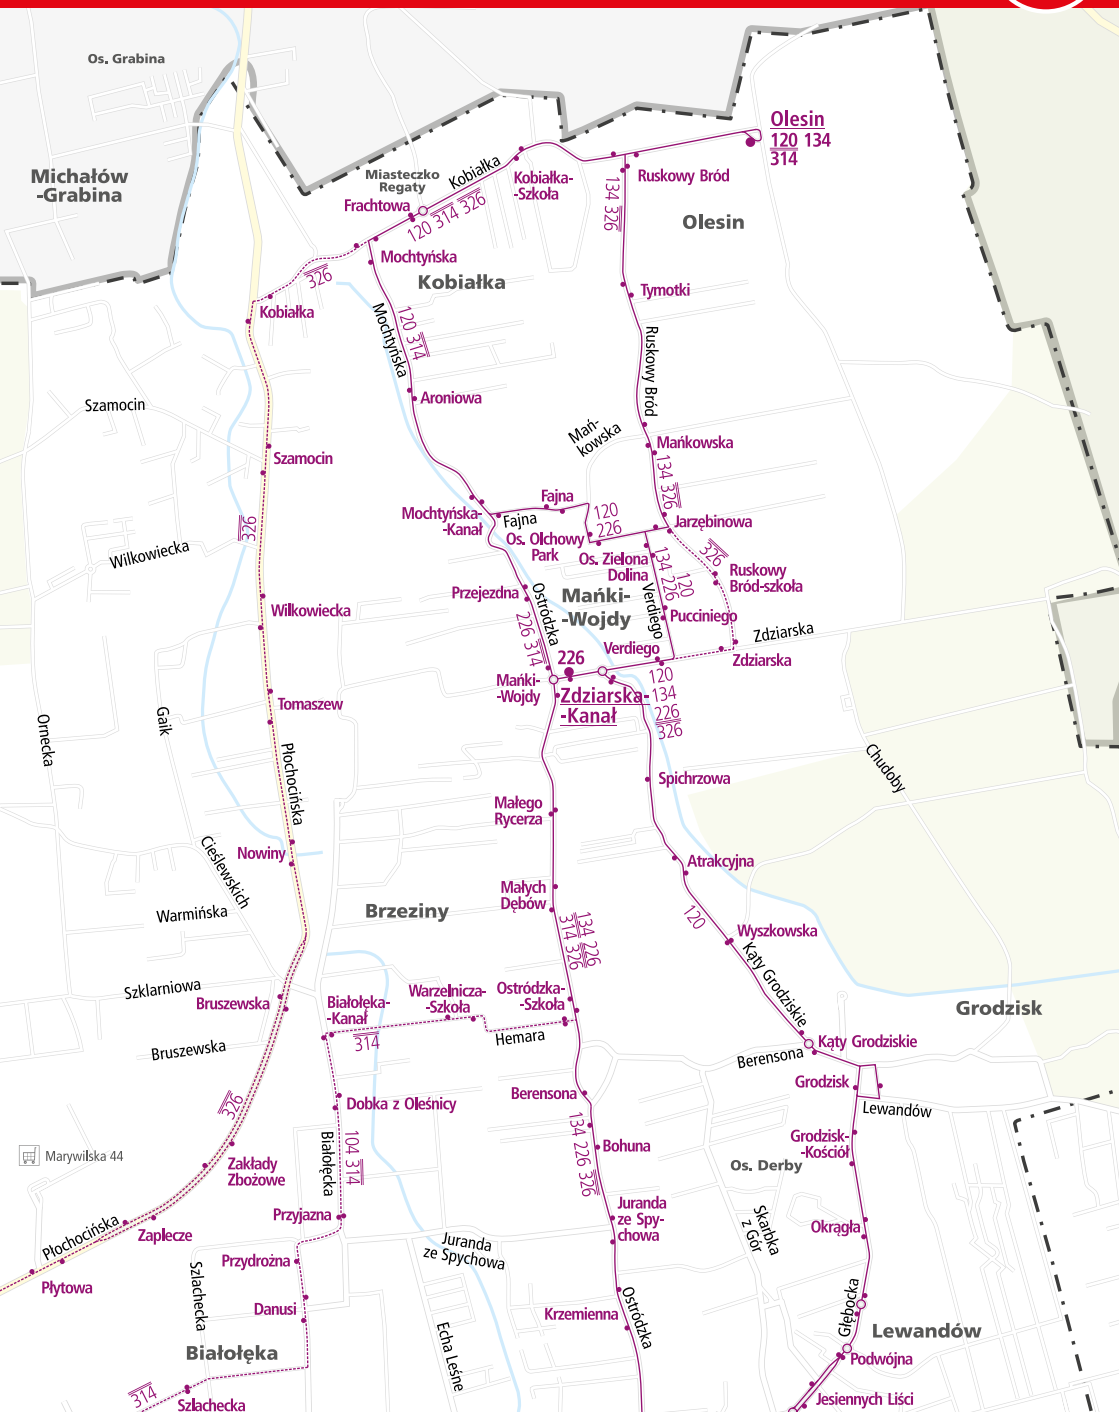 Os. Grabina
Michałów
-Grabina
Olesin
120 134
314
Miasteczko
Regaty
Kobiałka
Frachtowa
120 314 326
Kobiałka-
-Szkoła
Ruskowy Bród
134 326
Olesin
Mochtyńska
326
Kobiałka
Kobiałka
Tymotki
Mochtyńska
120 314
Ruskowy Bród
Szamocin
Aroniowa
Mań-
kowska
Mańkowska
134 326
Szamocin
326
Mochtyńska-
-Kanał
Fajna
Fajna
120
226
Jarzębinowa
Os. Olchowy
Park
Os. Zielona
Dolina
326
Wilkowiecka
Ruskowy
Bród-szkoła
134 226
120
Przejezdna
Ostródzka
Mańki-
-Wojdy
Verdiego
Pucciniego
Wilkowiecka
226 314
Zdziarska
Verdiego
Zdziarska
226
120
Mańki-
-Wojdy
Zdziarska-
-Kanał
134
226
326
Tomaszew
Gaik
Ornecka
Płochocińska
Chudoby
Spichrzowa
Małego
Rycerza
Nowiny
Cieślewskich
Atrakcyjna
Małych
Dębów
Warmińska
Brzeziny
120
134 226
314 326
Wyszkowska
Kąty Grodziskie
Szklarniowa
Bruszewska
Białołęka-
-Kanał
Warzelnicza-
-Szkoła
Ostródzka-
-Szkoła
Grodzisk
314
Hemara
Bruszewska
Kąty Grodziskie
Berensona
Grodzisk
Berensona
Dobka z Oleśnicy
Lewandów
326
134 226 326
Bohuna
Grodzisk-
-Kościół
Marywilska 44
Białołęcka
104 314
Zakłady
Zbożowe
Os. Derby
Juranda
ze Spy-
chowa
Przyjazna
Skarbka
z Gór
Okrągła
Płochocińska
Zaplecze
Juranda
ze Spychowa
Przydrożna
Płytowa
Szlachecka
Danusi
Krzemienna
Ostródzka
Głębocka
Lewandów
Echa Leśne
Białołęka
Podwójna
314
Szlachecka
Jesiennych Liści